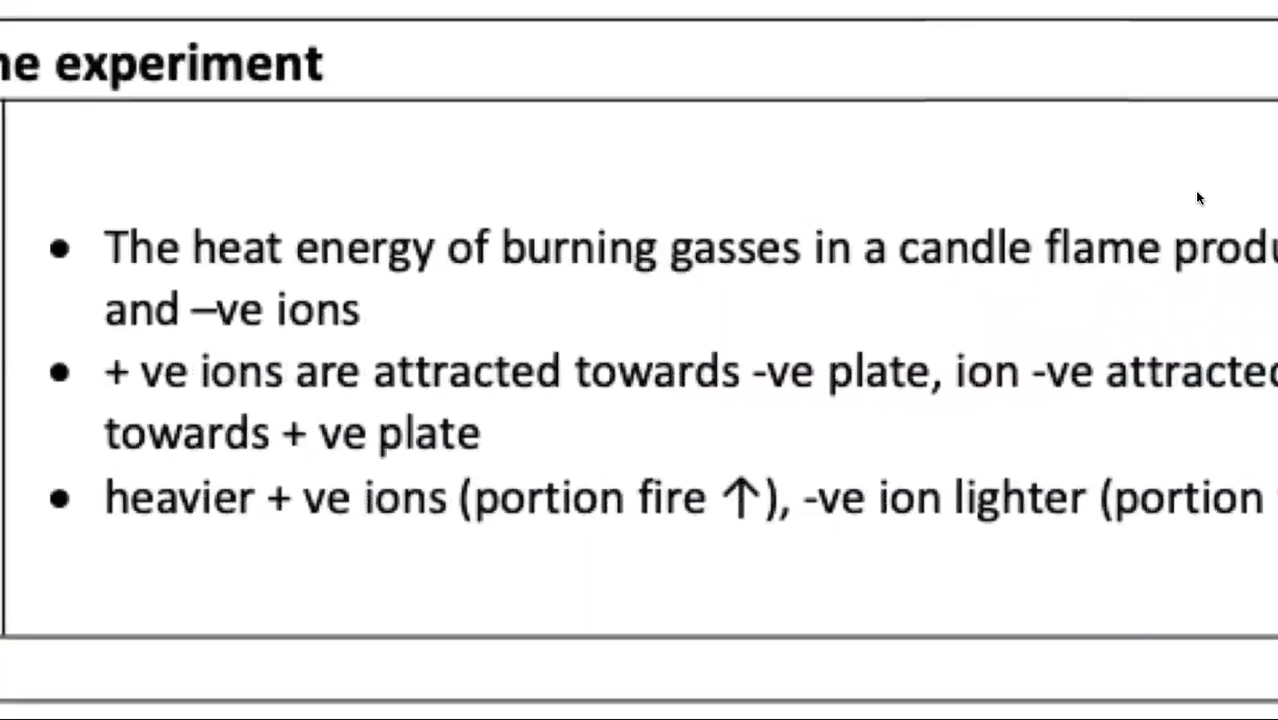 he experiment
• The heat energy of burning gasses in a candle flame produ
and –ve ions
• + ve ions are attracted towards -ve plate, ion -ve attracted
towards + ve plate
• heavier + ve ions (portion fire ↑), -ve ion lighter (portion